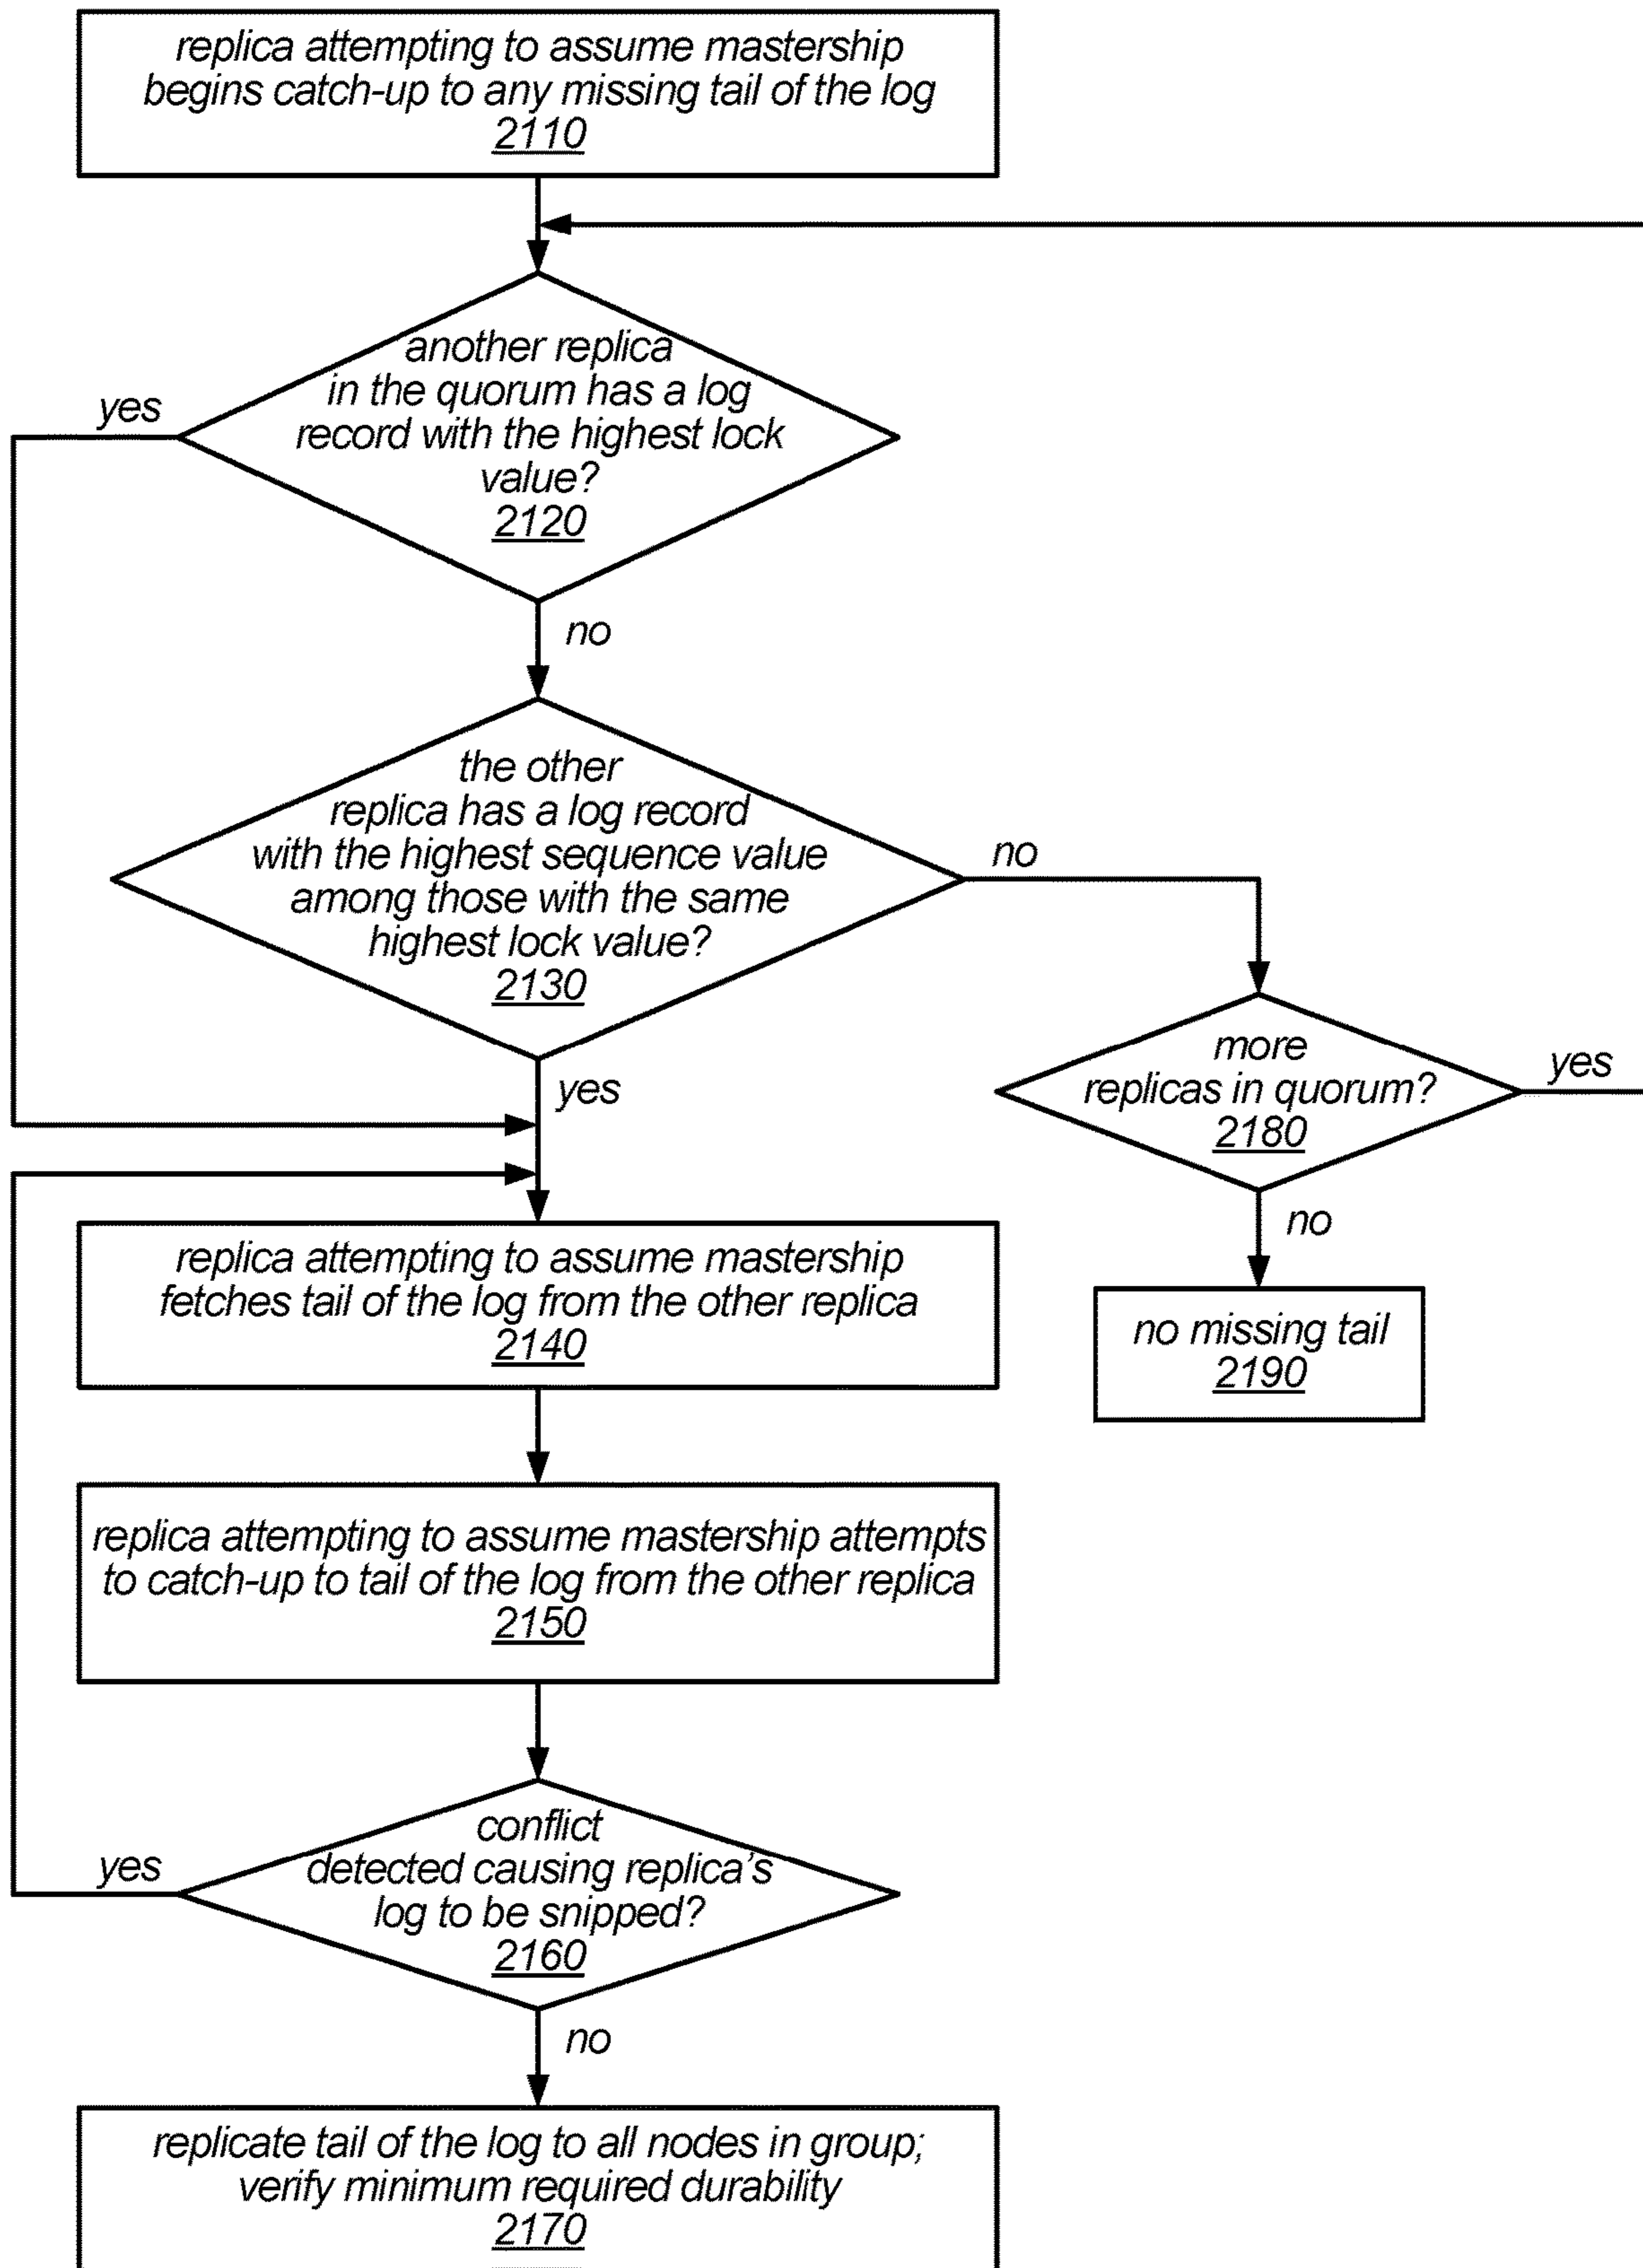 replica attempting to assume mastership
begins catch-up to any missing tail of the log
2110
another replica
in the quorum has a log
record with the highest lock
value?
2120
yes
no
the other
replica has a log record
with the highest sequence value
among those with the same
highest lock value?
2130
no
yes
more
replicas in quorum?
2180
yes
no
no missing tail
2190
replica attempting to assume mastership
fetches tail of the log from the other replica
2140
replica attempting to assume mastership attempts
to catch-up to tail of the log from the other replica
2150
conflict
detected causing replica's
log to be snipped?
2160
yes
no
replicate tail of the log to all nodes in group;
verify minimum required durability
2170